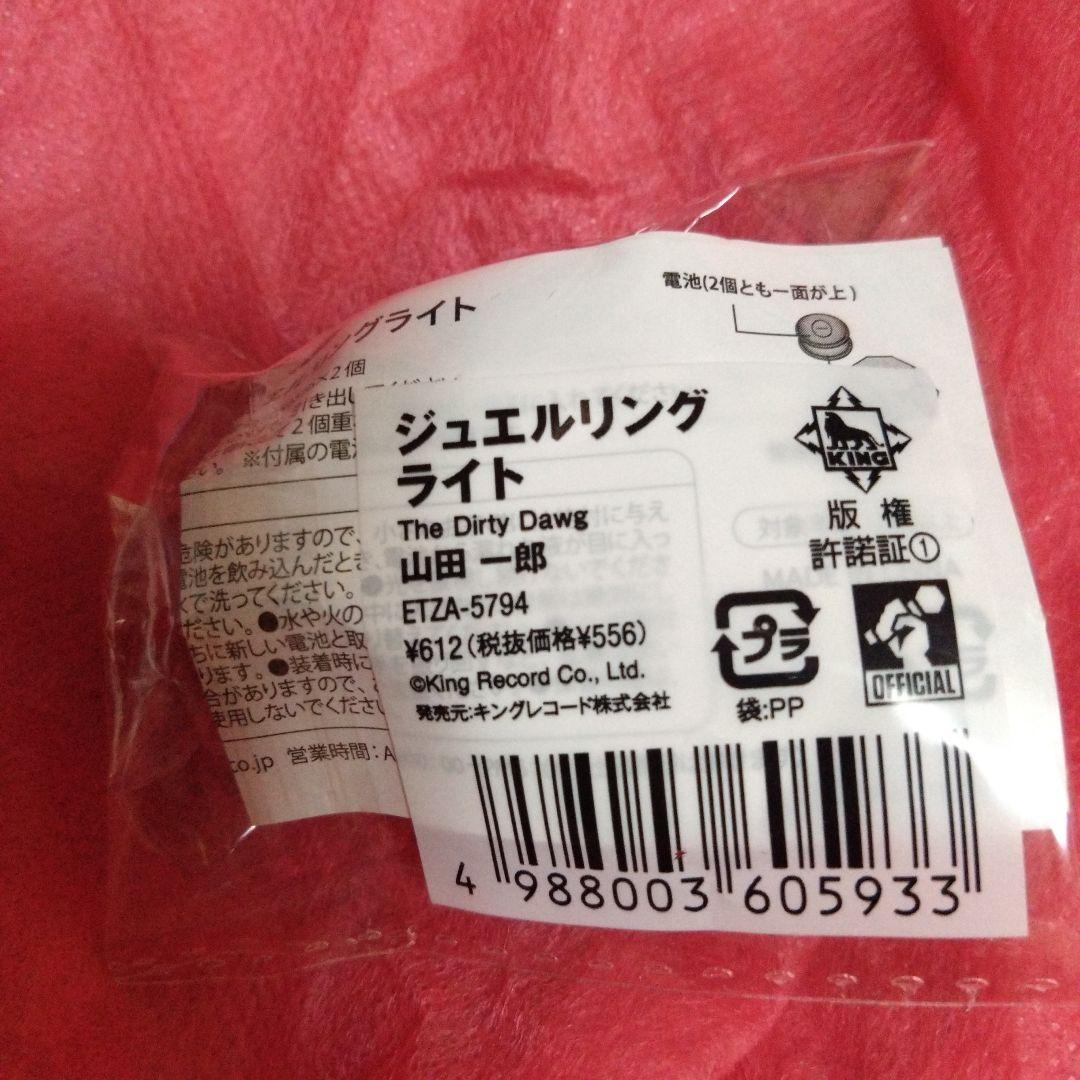 電池(2個とも一面が上)
ングライト
2個
き出し
2個重
※付属の電
危険がありますので、
電池を飲み込んだとき
で洗ってください。
ださい。●水や火の
ちに新しい電池と取
ります。●装着時に
合がありますので、
使用しないでください
co.jp 営業時間:A
ジュエルリング
ライト
The Dirty Dawg
山田 一郎
ETZA-5794
¥612(税抜価格¥556)
©King Record Co., Ltd.
発売元:キングレコード株式会社
KING
版権
許諾証①
プラ
袋:PP
OFFICIAL
4 988003 605933